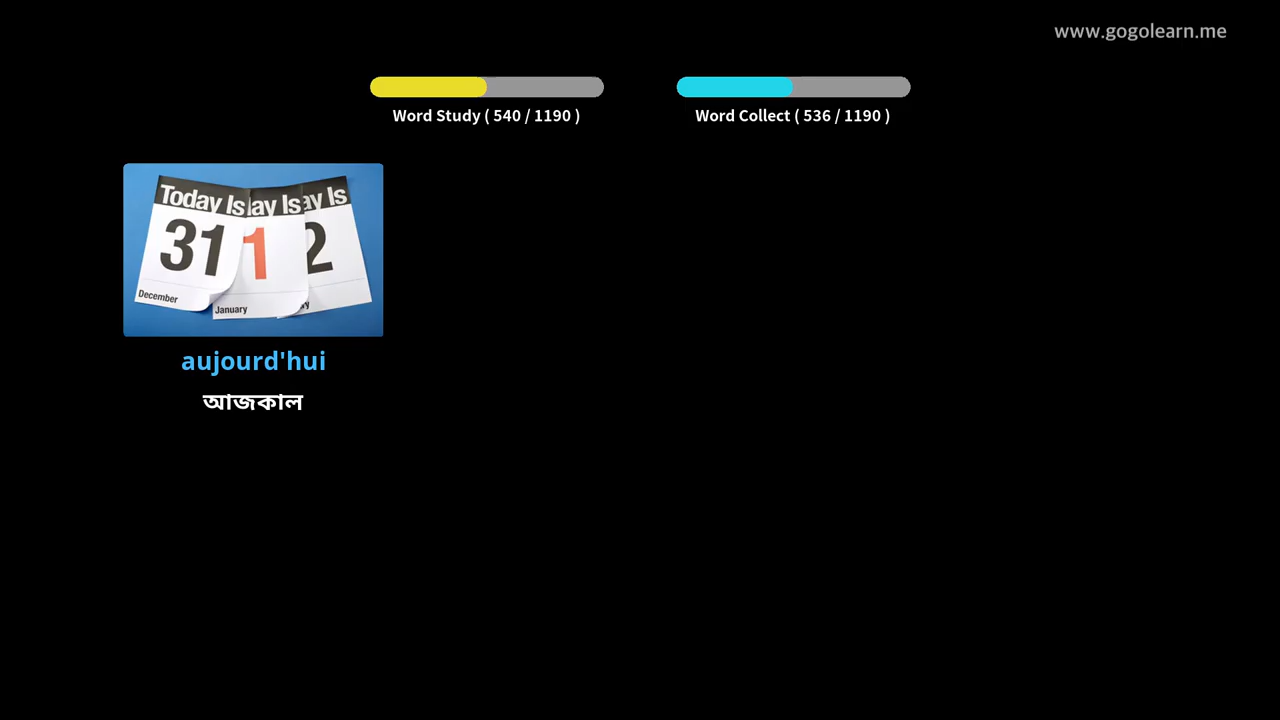 www.gogolearn.me
Word Study ( 540 / 1190 )
Word Collect ( 536 / 1190 )
Today Is
ay Is
ay Is
31
1
2
December
January
aujourd'hui
আজকাল